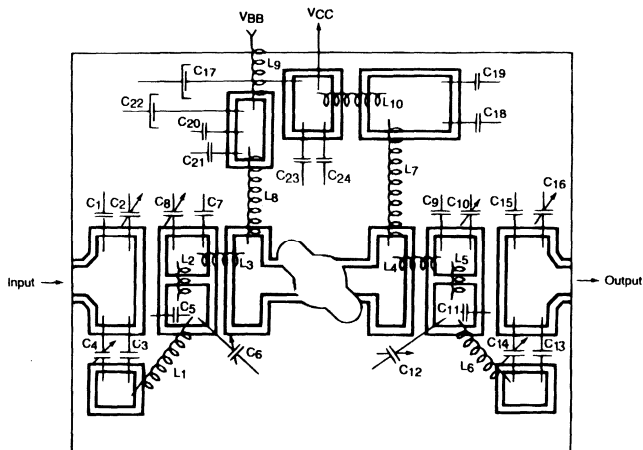 VBB
VCC
L9
C17
C19
C22
L10
C20
C18
C21
C23
C24
L7
L8
C1
C2
C8
C7
C9
C10
C15
C16
Input
L2
L3
L4
L5
Output
C5
C11
C4
C3
C6
C12
C14
C13
L1
L6